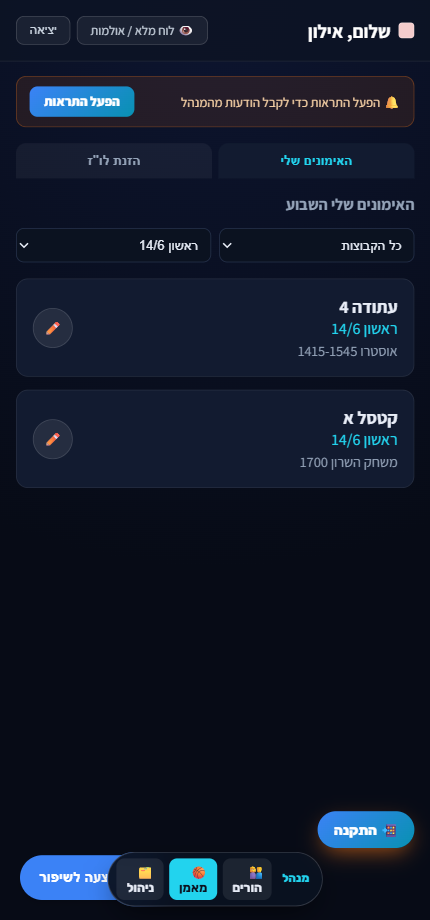 שלום, אילון
לוח מלא / אולמות
יציאה
הפעל התראות כדי לקבל הודעות מהמנהל
הפעל התראות
האימונים שלי
הזנת לו"ז
האימונים שלי השבוע
כל הקבוצות
ראשון 14/6
עתודה 4
ראשון 14/6
אוסטרו 1415-1545
קטסל א
ראשון 14/6
משחק השרון 1700
התקנה
מנהל
הורים
מאמן
ניהול
לשיפור